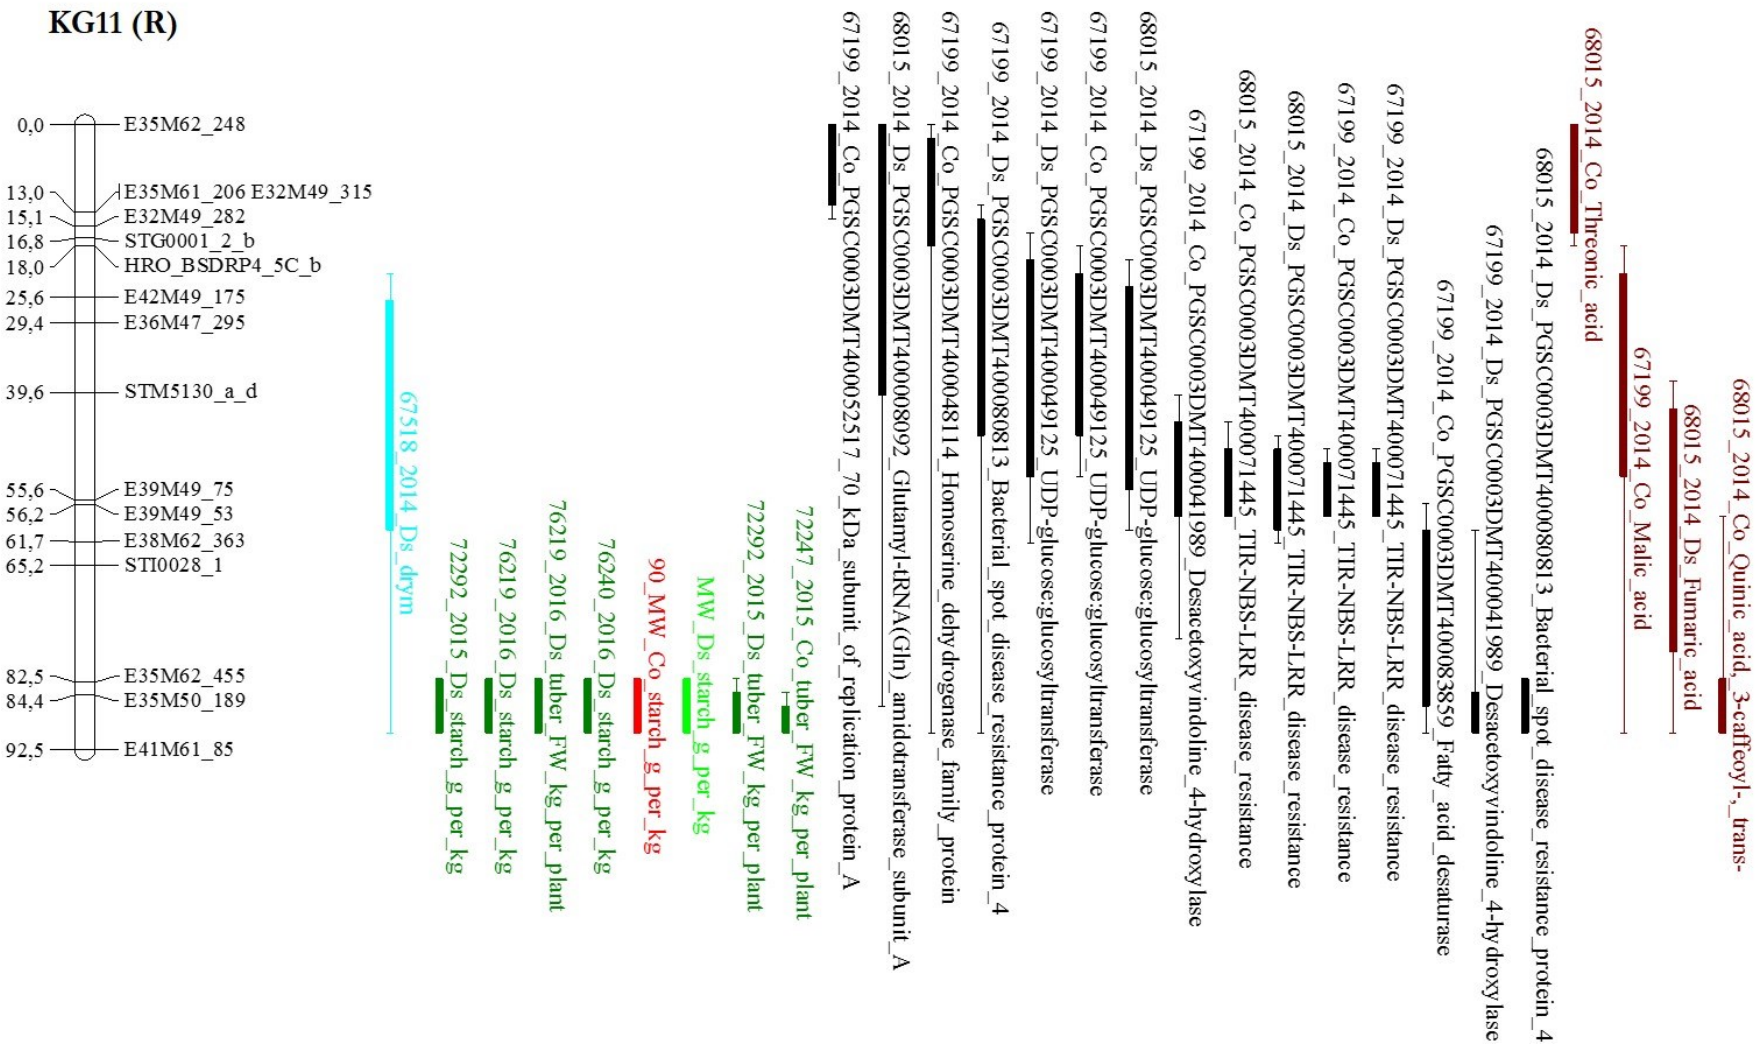 KG11 (R)
0,0 E35M62_248
13,0 E35M61_206 E32M49_315
15,1 E32M49_282
16,8 STG0001_2_b
18,0 HRO_BSDRP4_5C_b
25,6 E42M49_175
29,4 E36M47_295
39,6 STM5130_a_d
55,6 E39M49_75
56,2 E39M49_53
61,7 E38M62_363
65,2 STI0028_1
82,5 E35M62_455
84,4 E35M50_189
92,5 E41M61_85
67518_2014_Ds_drym
72292_2015_Ds_starch_g_per_kg
76219_2016_Ds_starch_g_per_kg
76219_2016_Ds_tuber_FW_kg_per_plant
76240_2016_Ds_starch_g_per_kg
90_MW_Co_starch_g_per_kg
MW_Ds_starch_g_per_kg
72292_2015_Ds_tuber_FW_kg_per_plant
72247_2015_Co_tuber_FW_kg_per_plant
67199_2014_Co_PGSC0003DMT400052517_70_kDa_subunit_of_replication_protein_A
68015_2014_Ds_PGSC0003DMT400008092_Glutamyl-tRNA(Gln)_amidotransferase_subunit_A
67199_2014_Co_PGSC0003DMT400048114_Homoserine_dehydrogenase_family_protein
67199_2014_Ds_PGSC0003DMT400080813_Bacterial_spot_disease_resistance_protein_4
67199_2014_Ds_PGSC0003DMT400049125_UDP-glucose:glucosyltransferase
67199_2014_Co_PGSC0003DMT400049125_UDP-glucose:glucosyltransferase
68015_2014_Ds_PGSC0003DMT400049125_UDP-glucose:glucosyltransferase
67199_2014_Co_PGSC0003DMT400041989_Desacetoxyvindoline_4-hydroxylase
68015_2014_Co_PGSC0003DMT400071445_TIR-NBS-LRR_disease_resistance
68015_2014_Ds_PGSC0003DMT400071445_TIR-NBS-LRR_disease_resistance
67199_2014_Co_PGSC0003DMT400071445_TIR-NBS-LRR_disease_resistance
67199_2014_Ds_PGSC0003DMT400071445_TIR-NBS-LRR_disease_resistance
67199_2014_Co_PGSC0003DMT400083859_Fatty_acid_desaturase
67199_2014_Ds_PGSC0003DMT400041989_Desacetoxyvindoline_4-hydroxylase
68015_2014_Ds_PGSC0003DMT400080813_Bacterial_spot_disease_resistance_protein_4
68015_2014_Co_Threonic_acid
67199_2014_Co_Malic_acid
68015_2014_Ds_Fumaric_acid
68015_2014_Co_Quinic_acid,_3-caffeoyl-,_trans-